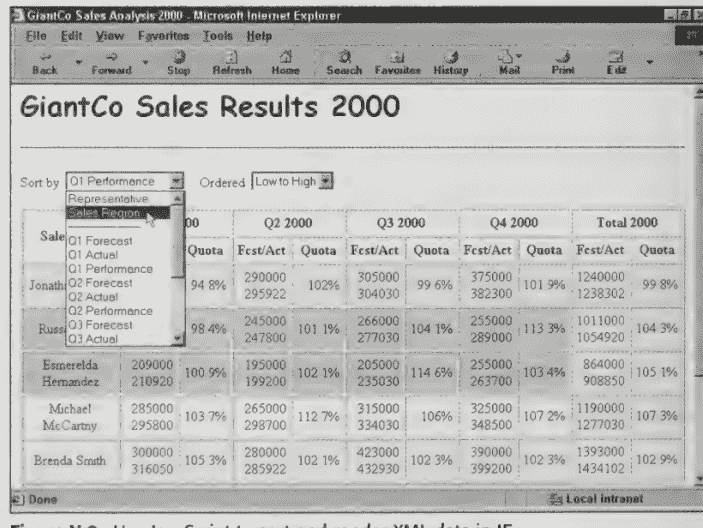 GiantCo Sales Analysis 2000 - Microsoft Internet Explorer
File Edit View Favorites Tools Help
Back Forward Stop Refresh Home Search Favorites History Mail Print Edit
GiantCo Sales Results 2000
Sort by Q1 Performance Ordered Low to High
Representative
Sales Region
Q1 Forecast
Q1 Actual
Q1 Performance
Q2 Forecast
Q2 Actual
Q2 Performance
Q3 Forecast
Q3 Actual
Sale 00 Q2 2000 Q3 2000 Q4 2000 Total 2000
Quota Fcst/Act Quota Fcst/Act Quota Fcst/Act Quota Fcst/Act Quota
Jonath 94 8% 290000 295922 102% 305000 304030 99 6% 375000 382300 101 9% 1240000 1238302 99 8%
Russ 98 4% 245000 247800 101 1% 266000 277030 104 1% 255000 289000 113 3% 1011000 1054920 104 3%
Esmerelda Hernandez 209000 210920 100 9% 195000 199200 102 1% 205000 235030 114 6% 255000 263700 103 4% 864000 908850 105 1%
Michael McCartny 285000 295800 103 7% 265000 298700 112 7% 315000 334030 106% 325000 348500 107 2% 1190000 1277030 107 3%
Brenda Smith 300000 316050 105 3% 280000 285922 102 1% 423000 432930 102 3% 390000 399200 102 3% 1393000 1434102 102 9%
Done Local intranet